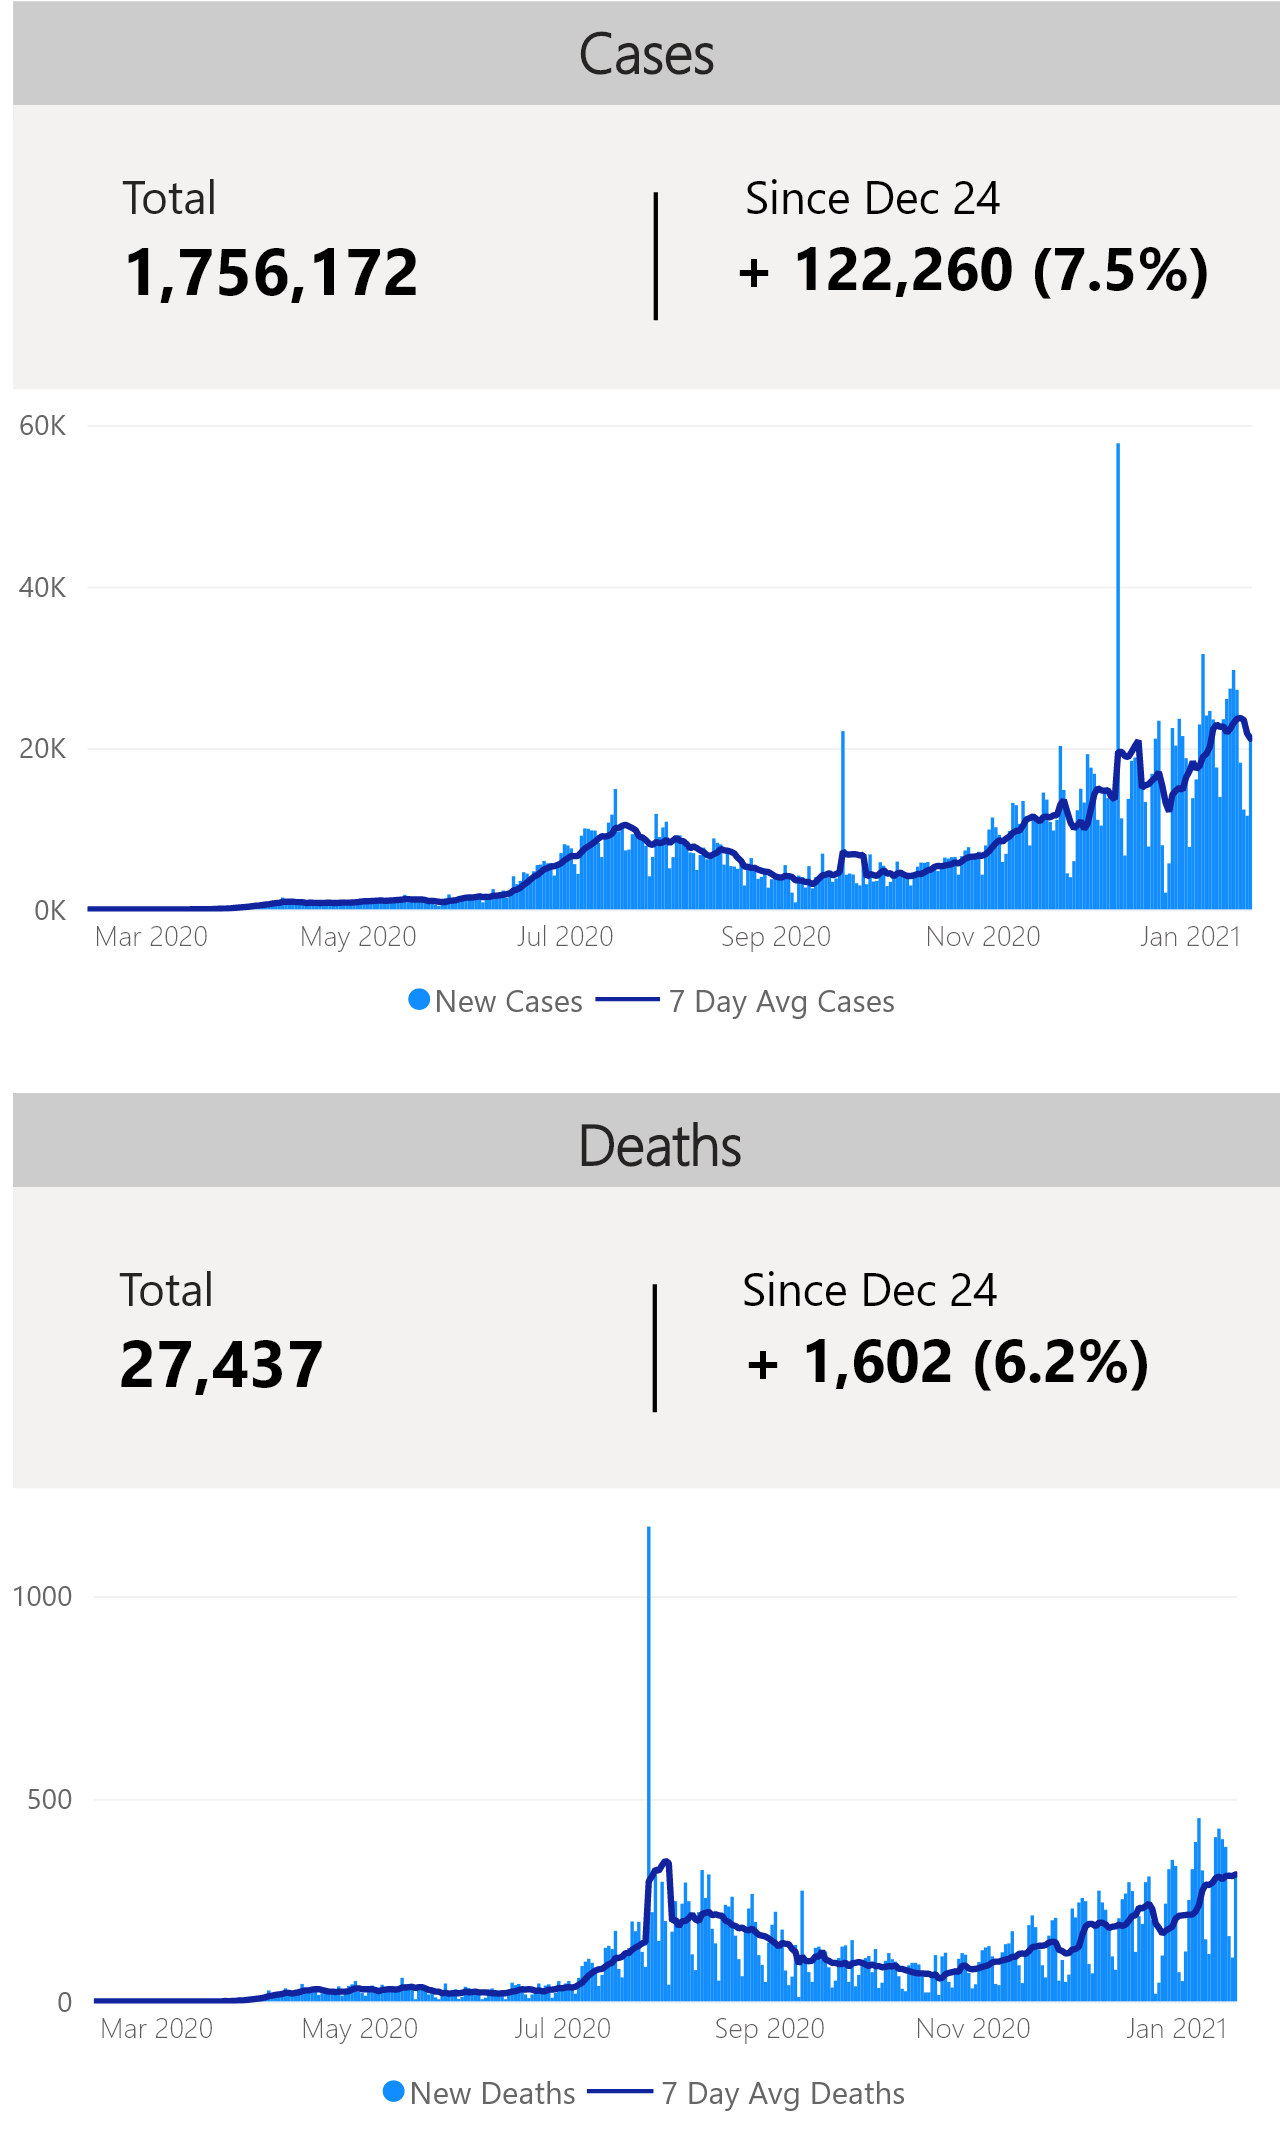 Cases
Total
1,756,172
Since Dec 24
+ 122,260 (7.5%)
60K
40K
20K
0K
Mar 2020 May 2020 Jul 2020 Sep 2020 Nov 2020 Jan 2021
New Cases 7 Day Avg Cases
Deaths
Total
27,437
Since Dec 24
+ 1,602 (6.2%)
1000
500
0
Mar 2020 May 2020 Jul 2020 Sep 2020 Nov 2020 Jan 2021
New Deaths 7 Day Avg Deaths